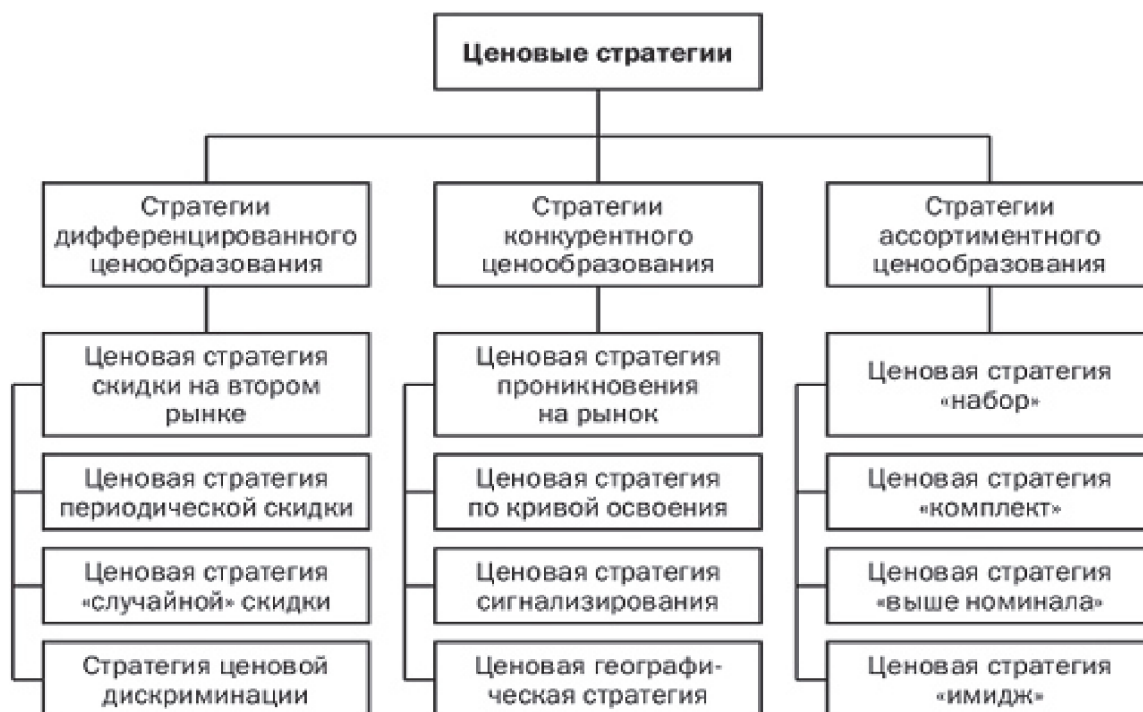 Ценовые стратегии
Стратегии
дифференцированного
ценообразования
Стратегии
конкурентного
ценообразования
Стратегии
ассортиментного
ценообразования
Ценовая стратегия
скидки на втором
рынке
Ценовая стратегия
периодической скидки
Ценовая стратегия
«случайной» скидки
Стратегия ценовой
дискриминации
Ценовая стратегия
проникновения
на рынок
Ценовая стратегия
по кривой освоения
Ценовая стратегия
сигнализирования
Ценовая географи-
ческая стратегия
Ценовая стратегия
«набор»
Ценовая стратегия
«комплект»
Ценовая стратегия
«выше номинала»
Ценовая стратегия
«имидж»